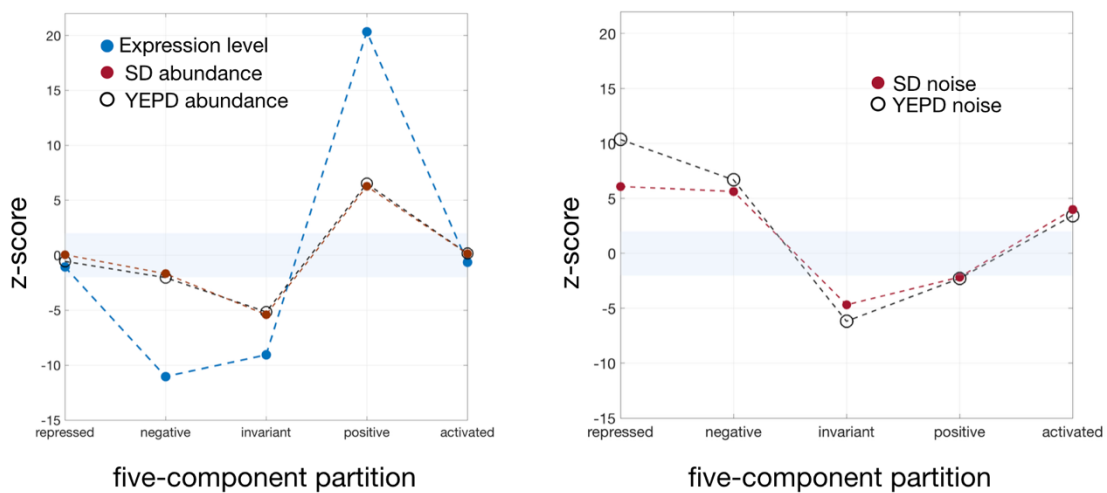 20
15
10
5
0
-5
-10
-15
z-score
Expression level
SD abundance
YEPD abundance
repressed negative invariant positive activated
five-component partition
20
15
10
5
0
-5
-10
-15
z-score
SD noise
YEPD noise
repressed negative invariant positive activated
five-component partition